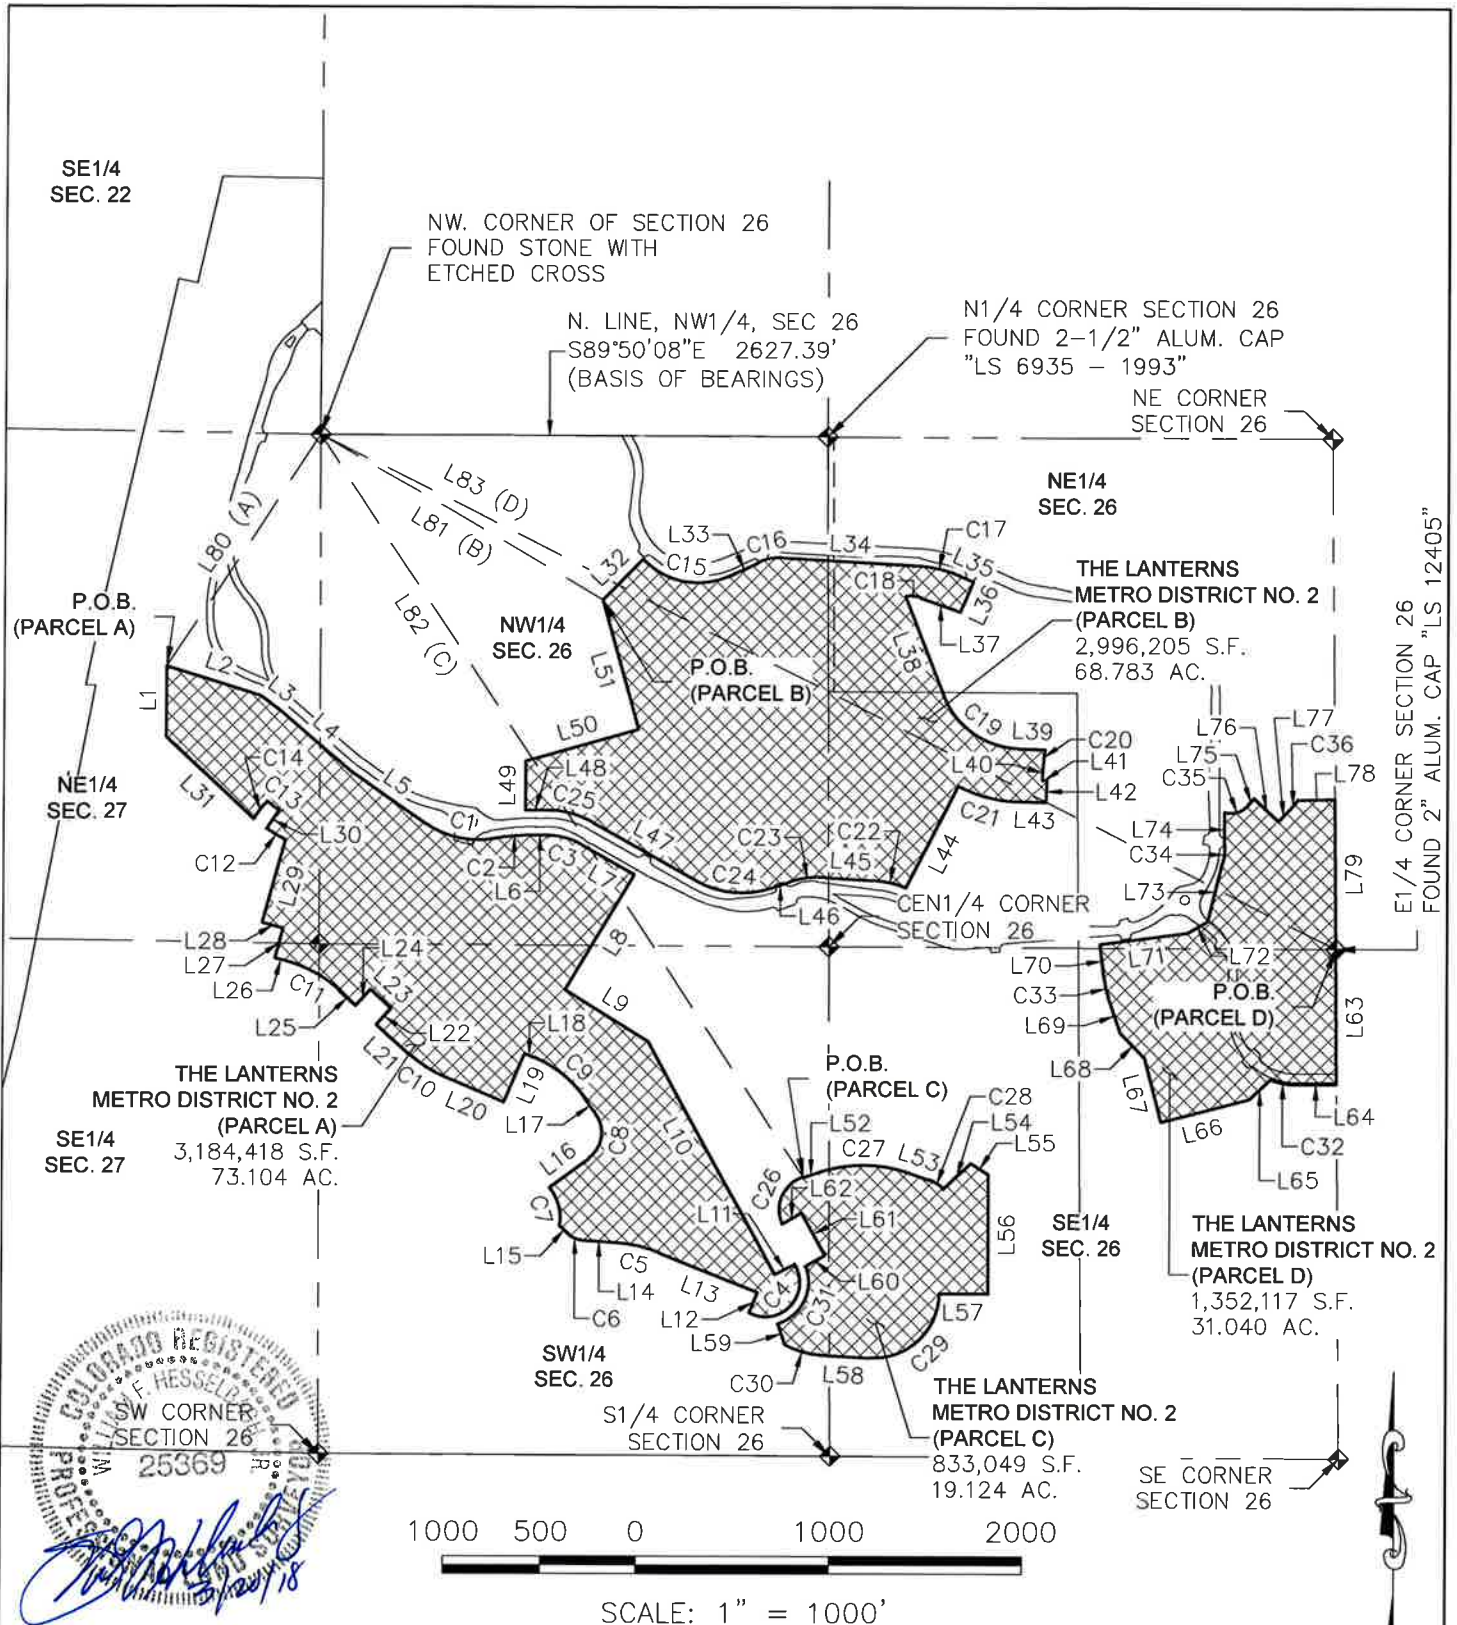 SE1/4
SEC. 22
NW. CORNER OF SECTION 26
FOUND STONE WITH
ETCHED CROSS
N. LINE, NW1/4, SEC 26
S89°50'08"E 2627.39'
(BASIS OF BEARINGS)
N1/4 CORNER SECTION 26
FOUND 2-1/2" ALUM. CAP
"LS 6935 – 1993"
NE CORNER
SECTION 26
L83 (D)
L81 (B)
L80 (A)
L82 (C)
NE1/4
SEC. 26
L33
C16
L34
C17
L35
C15
L32
C18
L36
L37
L38
THE LANTERNS
METRO DISTRICT NO. 2
(PARCEL B)
2,996,205 S.F.
68.783 AC.
E1/4 CORNER SECTION 26
FOUND 2" ALUM. CAP "LS 12405"
P.O.B.
(PARCEL A)
NW1/4
SEC. 26
L51
P.O.B.
(PARCEL B)
L1
L2
L3
L4
L5
L50
C19
L39
C20
L40
L41
L42
L76
L77
L75
C36
C35
L78
NE1/4
SEC. 27
C14
C13
L31
L49
L48
C25
L47
C21
L43
L44
L30
C12
C1
C2
C3
L6
L7
C23
C22
L45
C24
L46
L74
C34
L73
L79
L29
L28
L27
L26
L24
L23
C11
L25
L22
L8
L9
CEN1/4 CORNER
SECTION 26
L70
L71
L72
C33
P.O.B.
(PARCEL D)
L69
L63
L68
L67
L66
L64
C32
L65
L21
C10
L20
L18
L19
C9
L17
C8
L10
L16
C7
THE LANTERNS
METRO DISTRICT NO. 2
(PARCEL A)
3,184,418 S.F.
73.104 AC.
SE1/4
SEC. 27
P.O.B.
(PARCEL C)
L52
C27
C28
L54
L55
L53
C26
L62
L61
L11
L56
SE1/4
SEC. 26
L15
C5
L14
C6
L13
L12
C4
C31
L60
L59
L57
C29
L58
C30
THE LANTERNS
METRO DISTRICT NO. 2
(PARCEL D)
1,352,117 S.F.
31.040 AC.
SW1/4
SEC. 26
THE LANTERNS
METRO DISTRICT NO. 2
(PARCEL C)
833,049 S.F.
19.124 AC.
SW CORNER
SECTION 26
S1/4 CORNER
SECTION 26
SE CORNER
SECTION 26
COLORADO REGISTERED
25369
3/20/18
1000 500 0 1000 2000
SCALE: 1" = 1000'